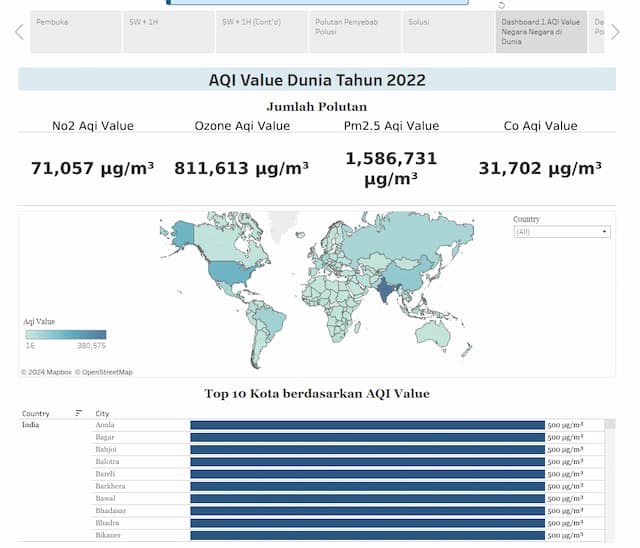 Pembuka
5W + 1H
5W + 1H (Cont'd)
Polutan Penyebab
Polusi
Solusi
Dashboard 1 AQI Value
Negara Negara di
Dunia
Da
Po
AQI Value Dunia Tahun 2022
Jumlah Polutan
No2 Aqi Value
Ozone Aqi Value
Pm2.5 Aqi Value
Co Aqi Value
71,057 µg/m³
811,613 µg/m³
1,586,731
µg/m³
31,702 µg/m³
Country
(All)
Aqi Value
16
380,575
© 2024 Mapbox © OpenStreetMap
Top 10 Kota berdasarkan AQI Value
Country
City
India
Aonla
500 µg/m³
Bagar
500 µg/m³
Bahjoi
500 µg/m³
Balotra
500 µg/m³
Bareli
500 µg/m³
Barkhera
500 µg/m³
Bawal
500 µg/m³
Bhadasar
500 µg/m³
Bhadra
500 µg/m³
Bikaner
500 µg/m³